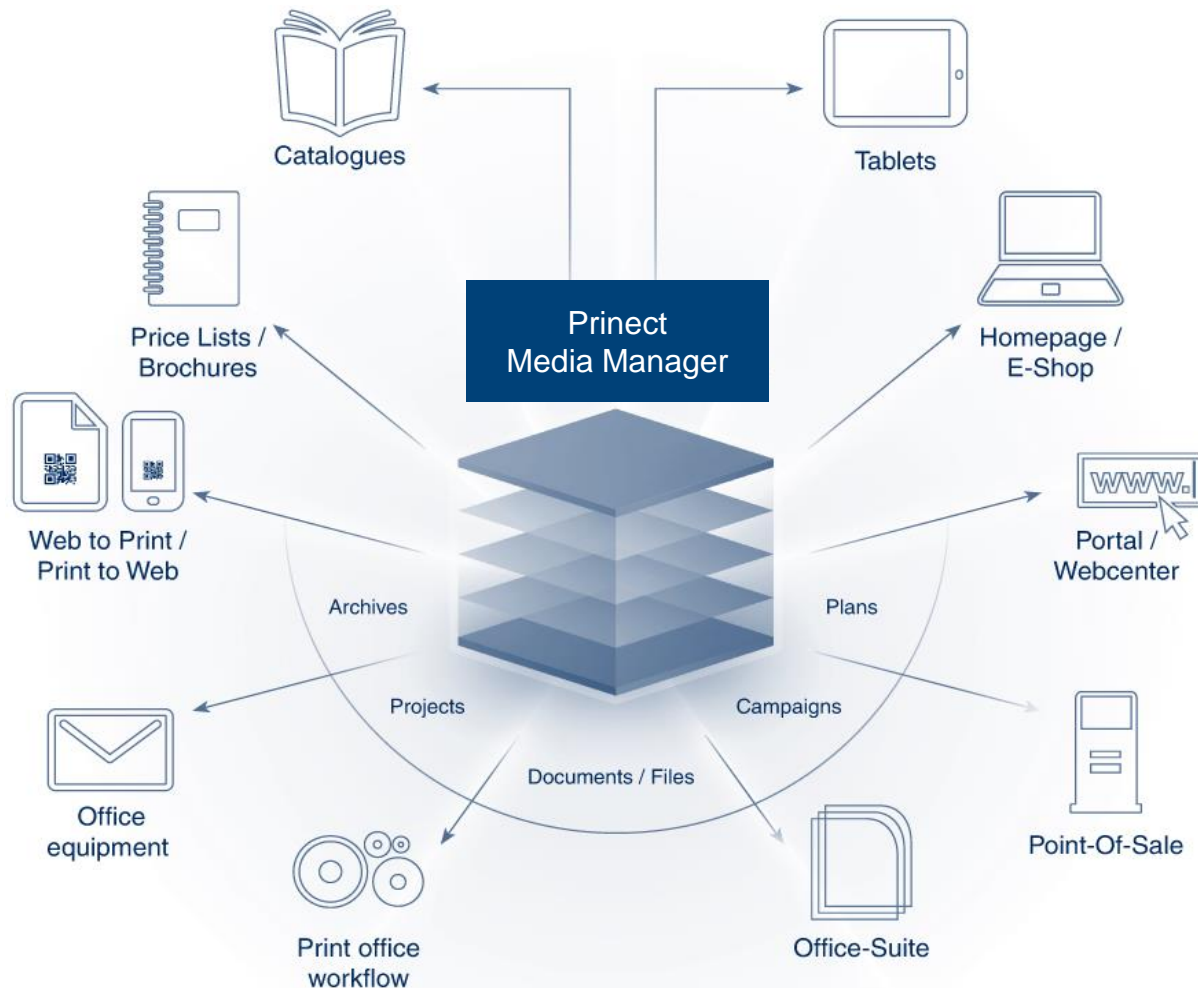 Catalogues
Tablets
Price Lists /
Brochures
Prinect
Media Manager
Homepage /
E-Shop
Web to Print /
Print to Web
www.
Portal /
Webcenter
Archives
Plans
Projects
Campaigns
Documents / Files
Office
equipment
Point-Of-Sale
Print office
workflow
Office-Suite